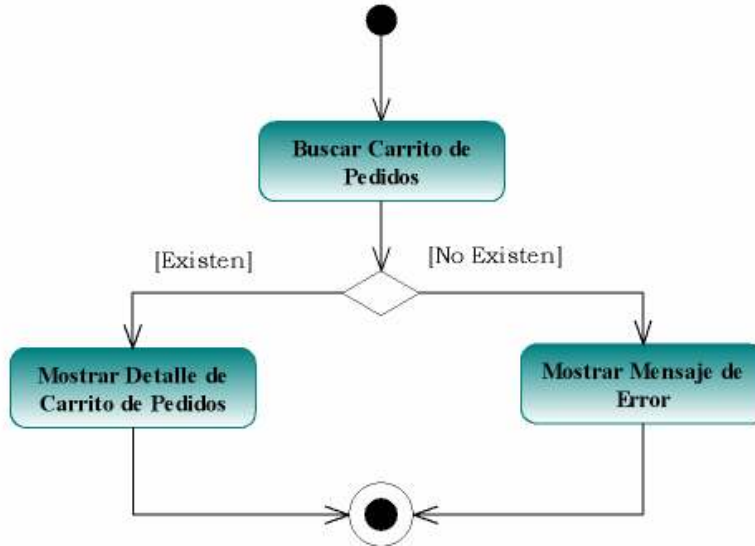 Buscar Carrito de
Pedidos
[Existen]
[No Existen]
Mostrar Detalle de
Carrito de Pedidos
Mostrar Mensaje de
Error